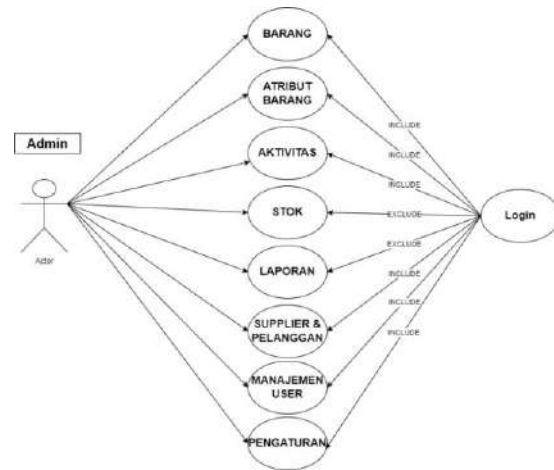 BARANG
ATRIBUT
BARANG
INCLUDE
Admin
AKTIVITAS
INCLUDE
INCLUDE
STOK
EXCLUDE
Login
Actor
LAPORAN
EXCLUDE
INCLUDE
SUPPLIER &
PELANGGAN
INCLUDE
INCLUDE
MANAJEMEN
USER
PENGATURAN